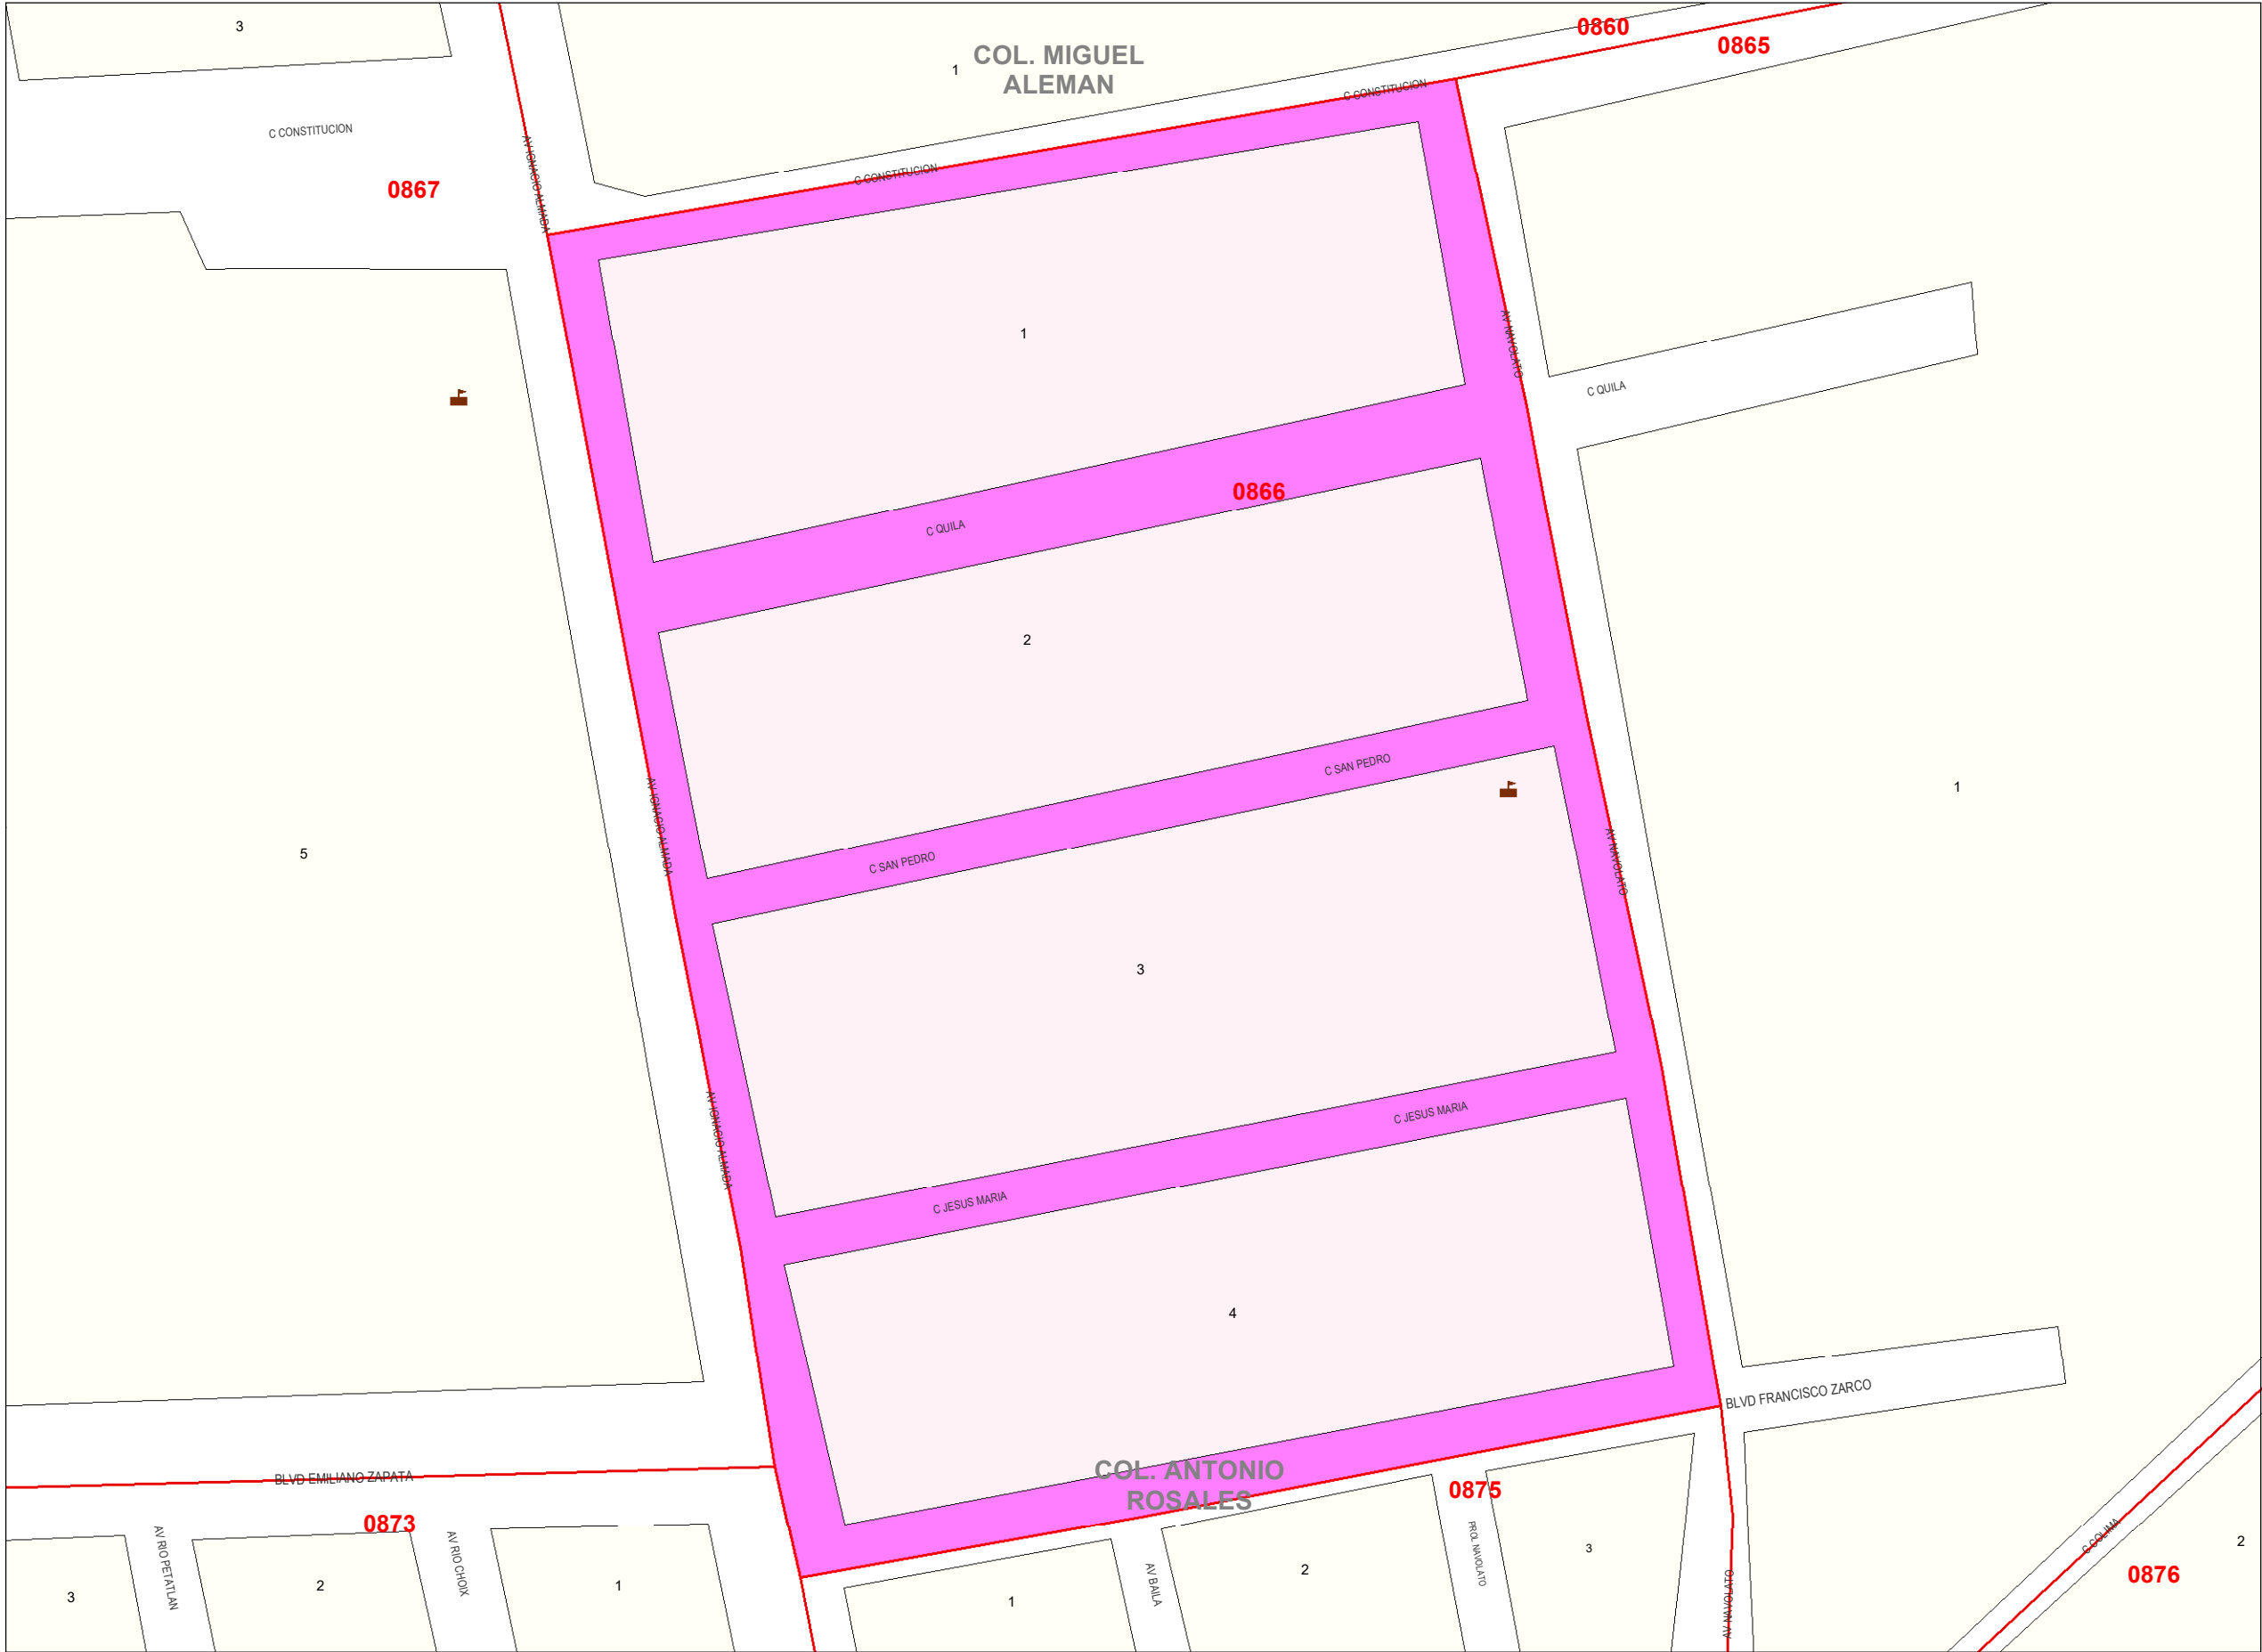 3
0860
0865
COL. MIGUEL
ALEMAN
1
C CONSTITUCION
C CONSTITUCION
AV IGNACIO ALMADA
C CONSTITUCION
0867
1
AV NAVOLATO
C QUILA
0866
C QUILA
2
C SAN PEDRO
1
AV IGNACIO ALMADA
5
C SAN PEDRO
AV NAVOLATO
3
C JESUS MARIA
AV IGNACIO ALMADA
C JESUS MARIA
4
BLVD FRANCISCO ZARCO
COL. ANTONIO
ROSALES
BLVD EMILIANO ZAPATA
0875
0873
C COLIMA
2
AV RIO PETATLAN
AV RIO CHOIX
PROL NAVOLATO
3
0876
3
2
1
1
AV BAILA
2
AV NAVOLATO